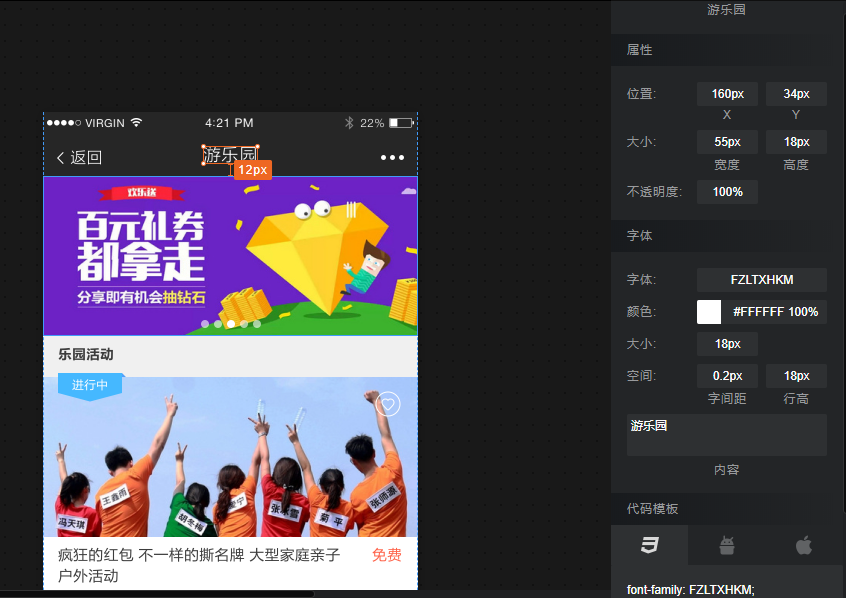 游乐园
属性
位置: 160px 34px
X Y
大小: 55px 18px
宽度 高度
不透明度: 100%
字体
字体: FZLTXHKM
颜色: #FFFFFF 100%
大小: 18px
空间: 0.2px 18px
字间距 行高
游乐园
内容
代码模板
font-family: FZLTXHKM;
VIRGIN 4:21 PM 22%
返回 游乐园
12px
欢乐送
百元礼券
都拿走
分享即有机会抽钻石
乐园活动
进行中
冯天琪
王鑫雨
胡冬梅
张冰雪
菊 平
张师源
疯狂的红包 不一样的撕名牌 大型家庭亲子 免费
户外活动